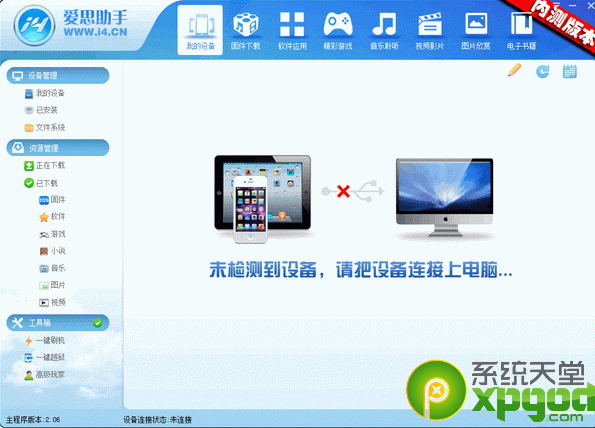 爱思助手
WWW.i4.CN
i4
我的设备
固件下载
软件应用
精彩游戏
音乐聆听
视频影片
图片欣赏
电子书籍
内测版本
设备管理
我的设备
已安装
文件系统
资源管理
正在下载
已下载
固件
软件
游戏
小说
音乐
图片
视频
工具箱
一键刷机
一键越狱
高级玩家
未检测到设备，请把设备连接上电脑...
系统天堂
xpgod
主程序版本: 2.06
设备连接状态:未连接